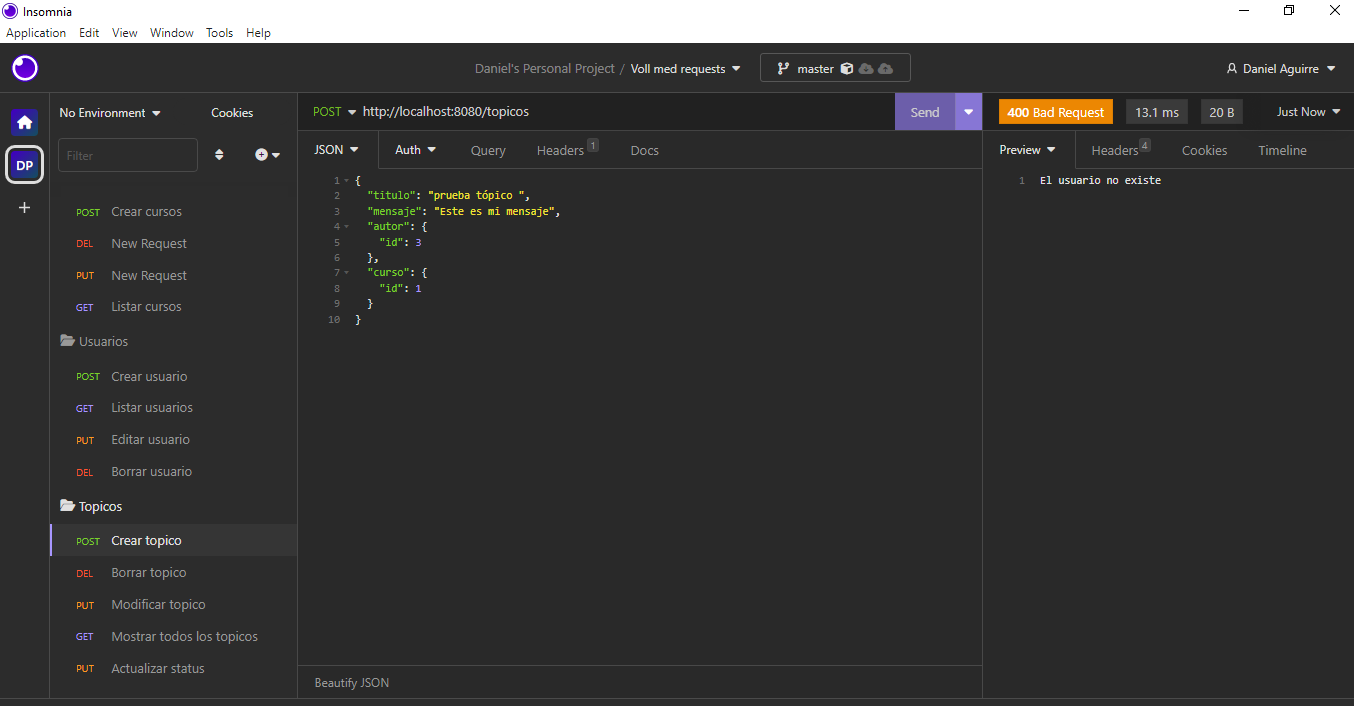 Insomnia
Application Edit View Window Tools Help
Daniel's Personal Project / Voll med requests master Daniel Aguirre
No Environment Cookies
Filter
DP
POST Crear cursos
DEL New Request
PUT New Request
GET Listar cursos
Usuarios
POST Crear usuario
GET Listar usuarios
PUT Editar usuario
DEL Borrar usuario
Topicos
POST Crear topico
DEL Borrar topico
PUT Modificar topico
GET Mostrar todos los topicos
PUT Actualizar status
POST http://localhost:8080/topicos Send
JSON Auth Query Headers 1 Docs
1 {
2 "titulo": "prueba tópico ",
3 "mensaje": "Este es mi mensaje",
4 "autor": {
5 "id": 3
6 },
7 "curso": {
8 "id": 1
9 }
10 }
Beautify JSON
400 Bad Request 13.1 ms 20 B Just Now
Preview Headers 4 Cookies Timeline
1 El usuario no existe